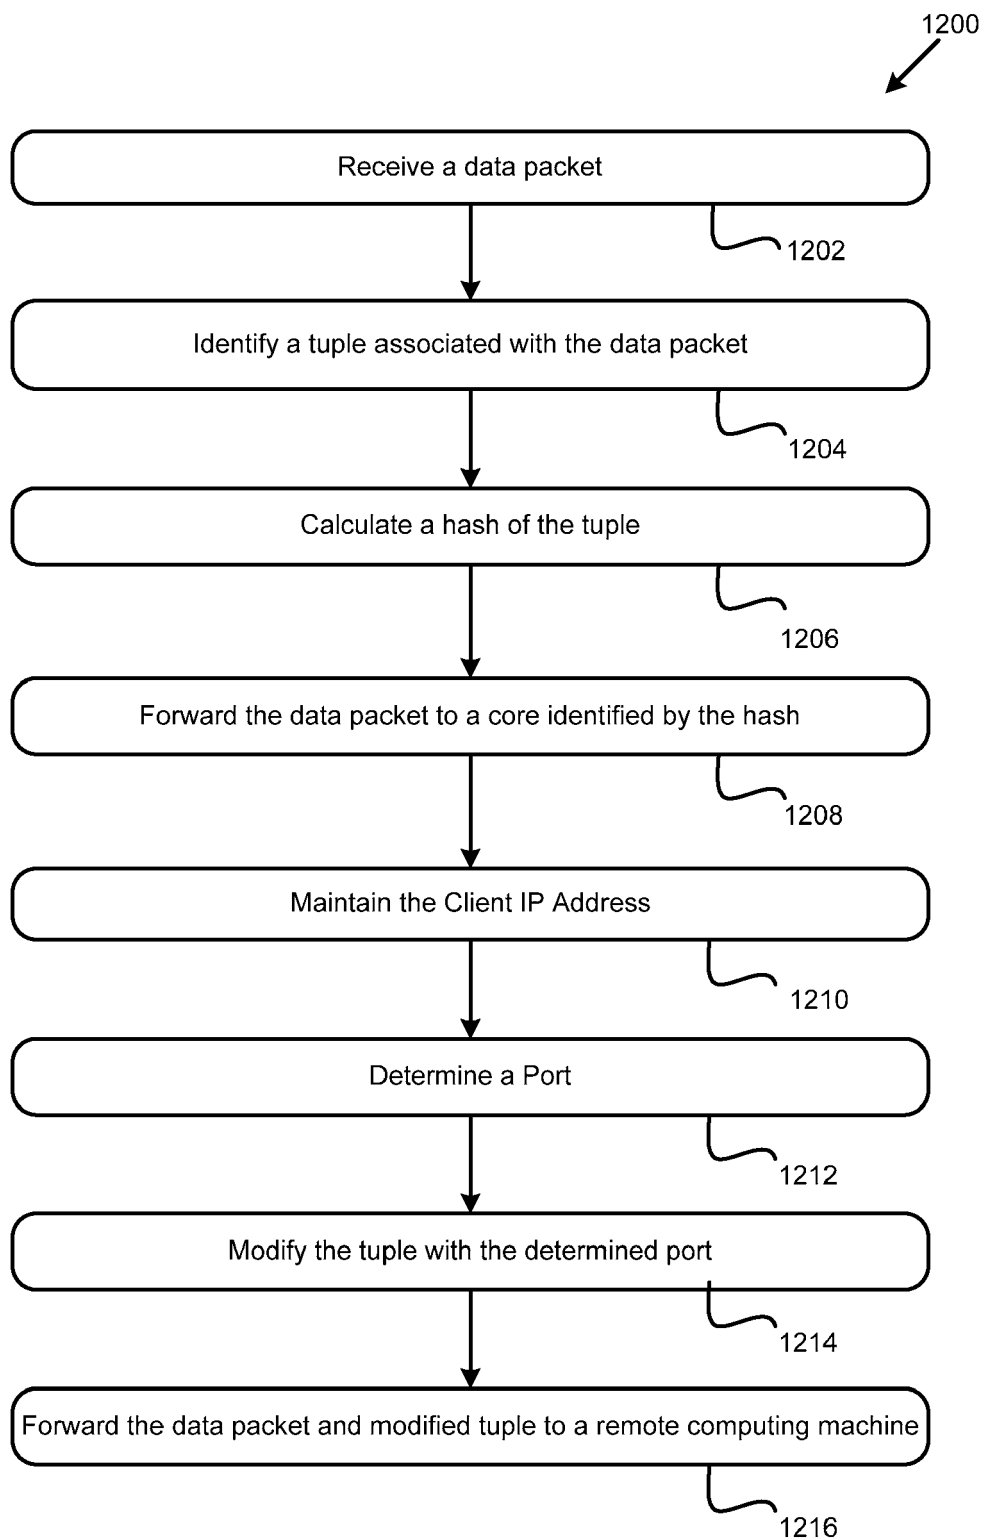 1200
Receive a data packet
1202
Identify a tuple associated with the data packet
1204
Calculate a hash of the tuple
1206
Forward the data packet to a core identified by the hash
1208
Maintain the Client IP Address
1210
Determine a Port
1212
Modify the tuple with the determined port
1214
Forward the data packet and modified tuple to a remote computing machine
1216